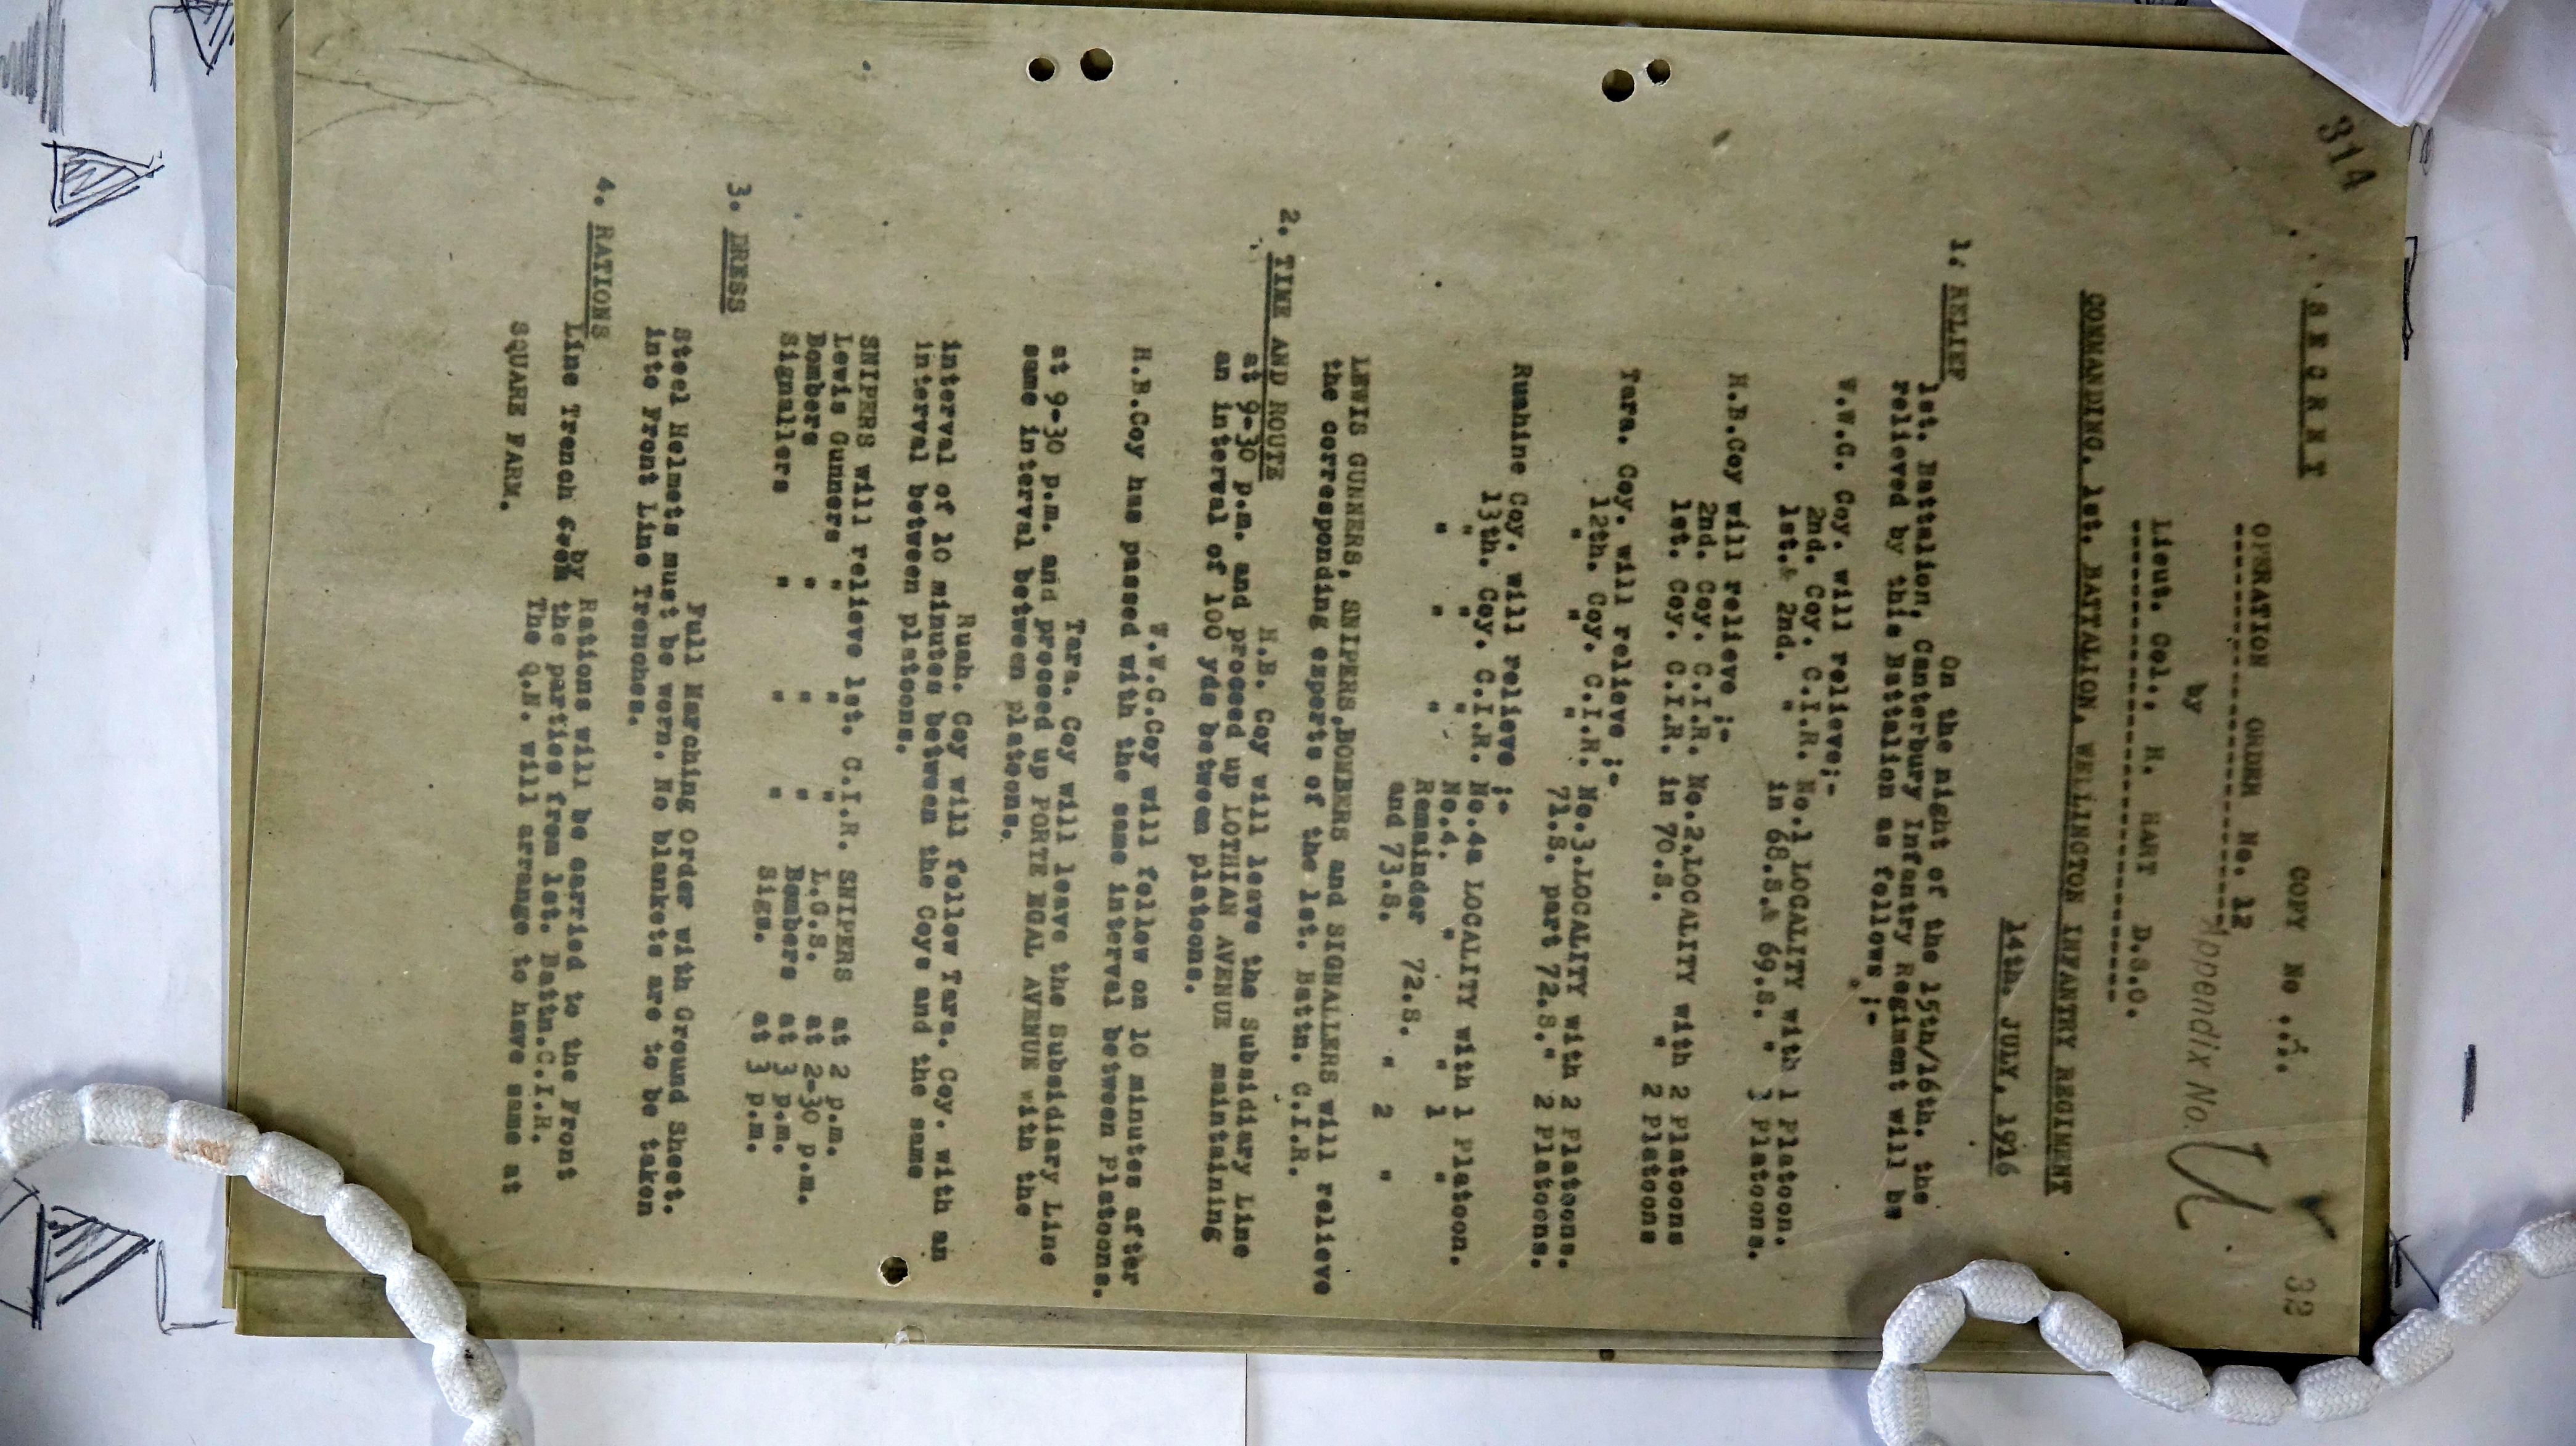 314
S E C R E T
COPY No
32
OPERATION ORDER No. 12
Appendix No.
by
Lieut. Col., H. HART D.S.O.
COMMANDING. 1st. BATTALION, WELLINGTON INFANTRY REGIMENT
14th. JULY, 1916
1. RELIEF
On the night of the 15th/16th. the
1st. Battalion, Canterbury Infantry Regiment will be
relieved by this Battalion as follows ;-
W.W.C. Coy. will relieve;-
2nd. Coy. C.I.R. No.1 LOCALITY with 1 Platoon.
1st.& 2nd. " in 68.S.& 69.S. " 3 Platoons.
H.B.Coy will relieve ;-
2nd. Coy. C.I.R. No.2.LOCALITY with 2 Platoons
1st. Coy. C.I.R. in 70.S. " 2 Platoons
Tara. Coy. will relieve ;-
12th. Coy. C.I.R. No.3.LOCALITY with 2 Platoons.
" " " 71.S. part 72.S." 2 Platoons.
Ruahine Coy. will relieve ;-
13th. Coy. C.I.R. No.4a LOCALITY with 1 Platoon.
" " " No.4. " " 1 "
" " " Remainder 72.S.
and 73.S. " 2 "
LEWIS GUNNERS, SNIPERS,BOMBERS and SIGNALLERS will relieve
the corresponding experts of the 1st. Battn. C.I.R.
2. TIME AND ROUTE
H.B. Coy will leave the Subsidiary Line
at 9-30 p.m. and proceed up LOTHIAN AVENUE maintaining
an interval of 100 yds between platoons.
W.W.C.Coy will follow on 10 minutes after
H.B.Coy has passed with the same interval between Platoons.
Tara. Coy will leave the Subsidiary Line
at 9-30 p.m. and proceed up PORTE EGAL AVENUE with the
same interval between platoons.
Ruah. Coy will follow Tara. Coy. with an
interval of 10 minutes between the Coys and the same
interval between platoons.
SNIPERS will relieve 1st. C.I.R. SNIPERS at 2 p.m.
Lewis Gunners " " " L.G.S. at 2-30 p.m.
Bombers " " " Bombers at 3 p.m.
Signallers " " " Sigs. at 3 p.m.
3. DRESS
Full Marching Order with Ground Sheet.
Steel Helmets must be worn. No blankets are to be taken
into Front Line Trenches.
4. RATIONS
Rations will be carried to the Front
by
Line Trench from the parties from 1st. Battn.C.I.R.
The Q.M. will arrange to have same at
SQUARE FARM.